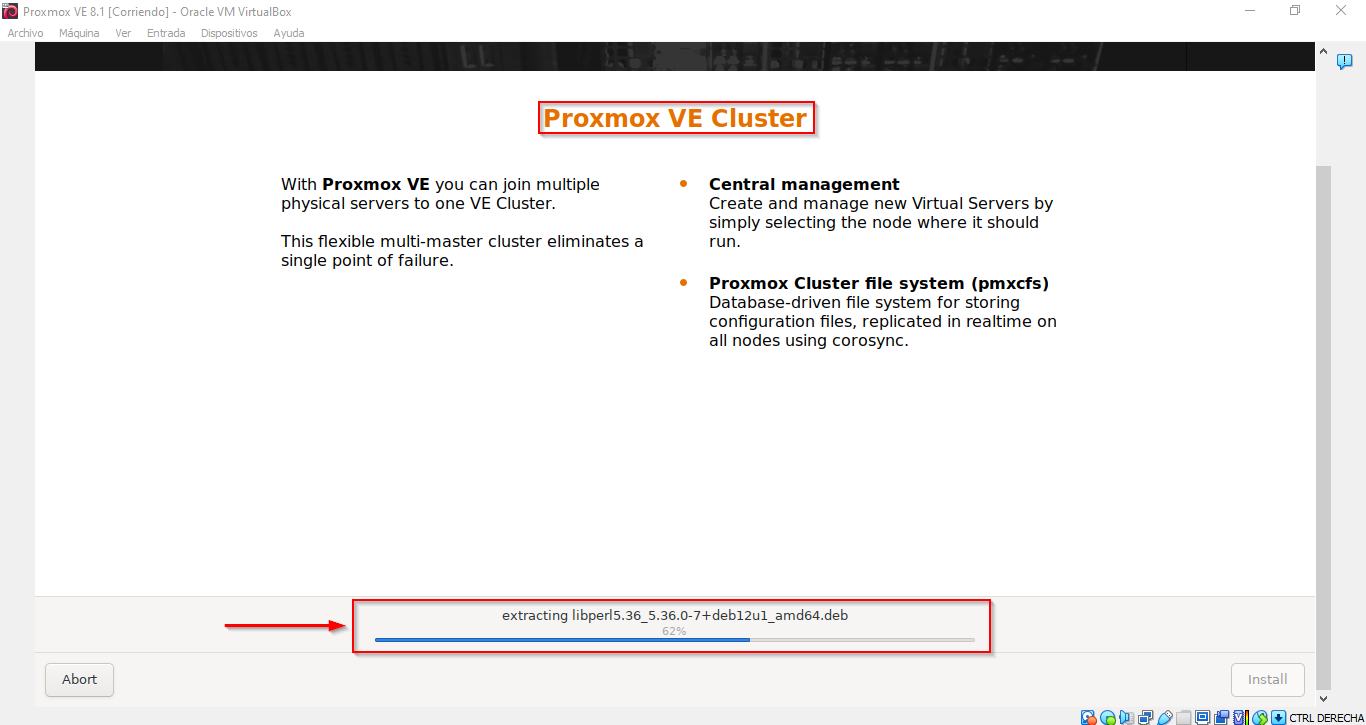 Proxmox VE 8.1 [Corriendo] - Oracle VM VirtualBox
Archivo Máquina Ver Entrada Dispositivos Ayuda
Proxmox VE Cluster
With Proxmox VE you can join multiple
physical servers to one VE Cluster.
This flexible multi-master cluster eliminates a
single point of failure.
Central management
Create and manage new Virtual Servers by
simply selecting the node where it should
run.
Proxmox Cluster file system (pmxcfs)
Database-driven file system for storing
configuration files, replicated in realtime on
all nodes using corosync.
extracting libperl5.36_5.36.0-7+deb12u1_amd64.deb
62%
Abort
Install
CTRL DERECHA